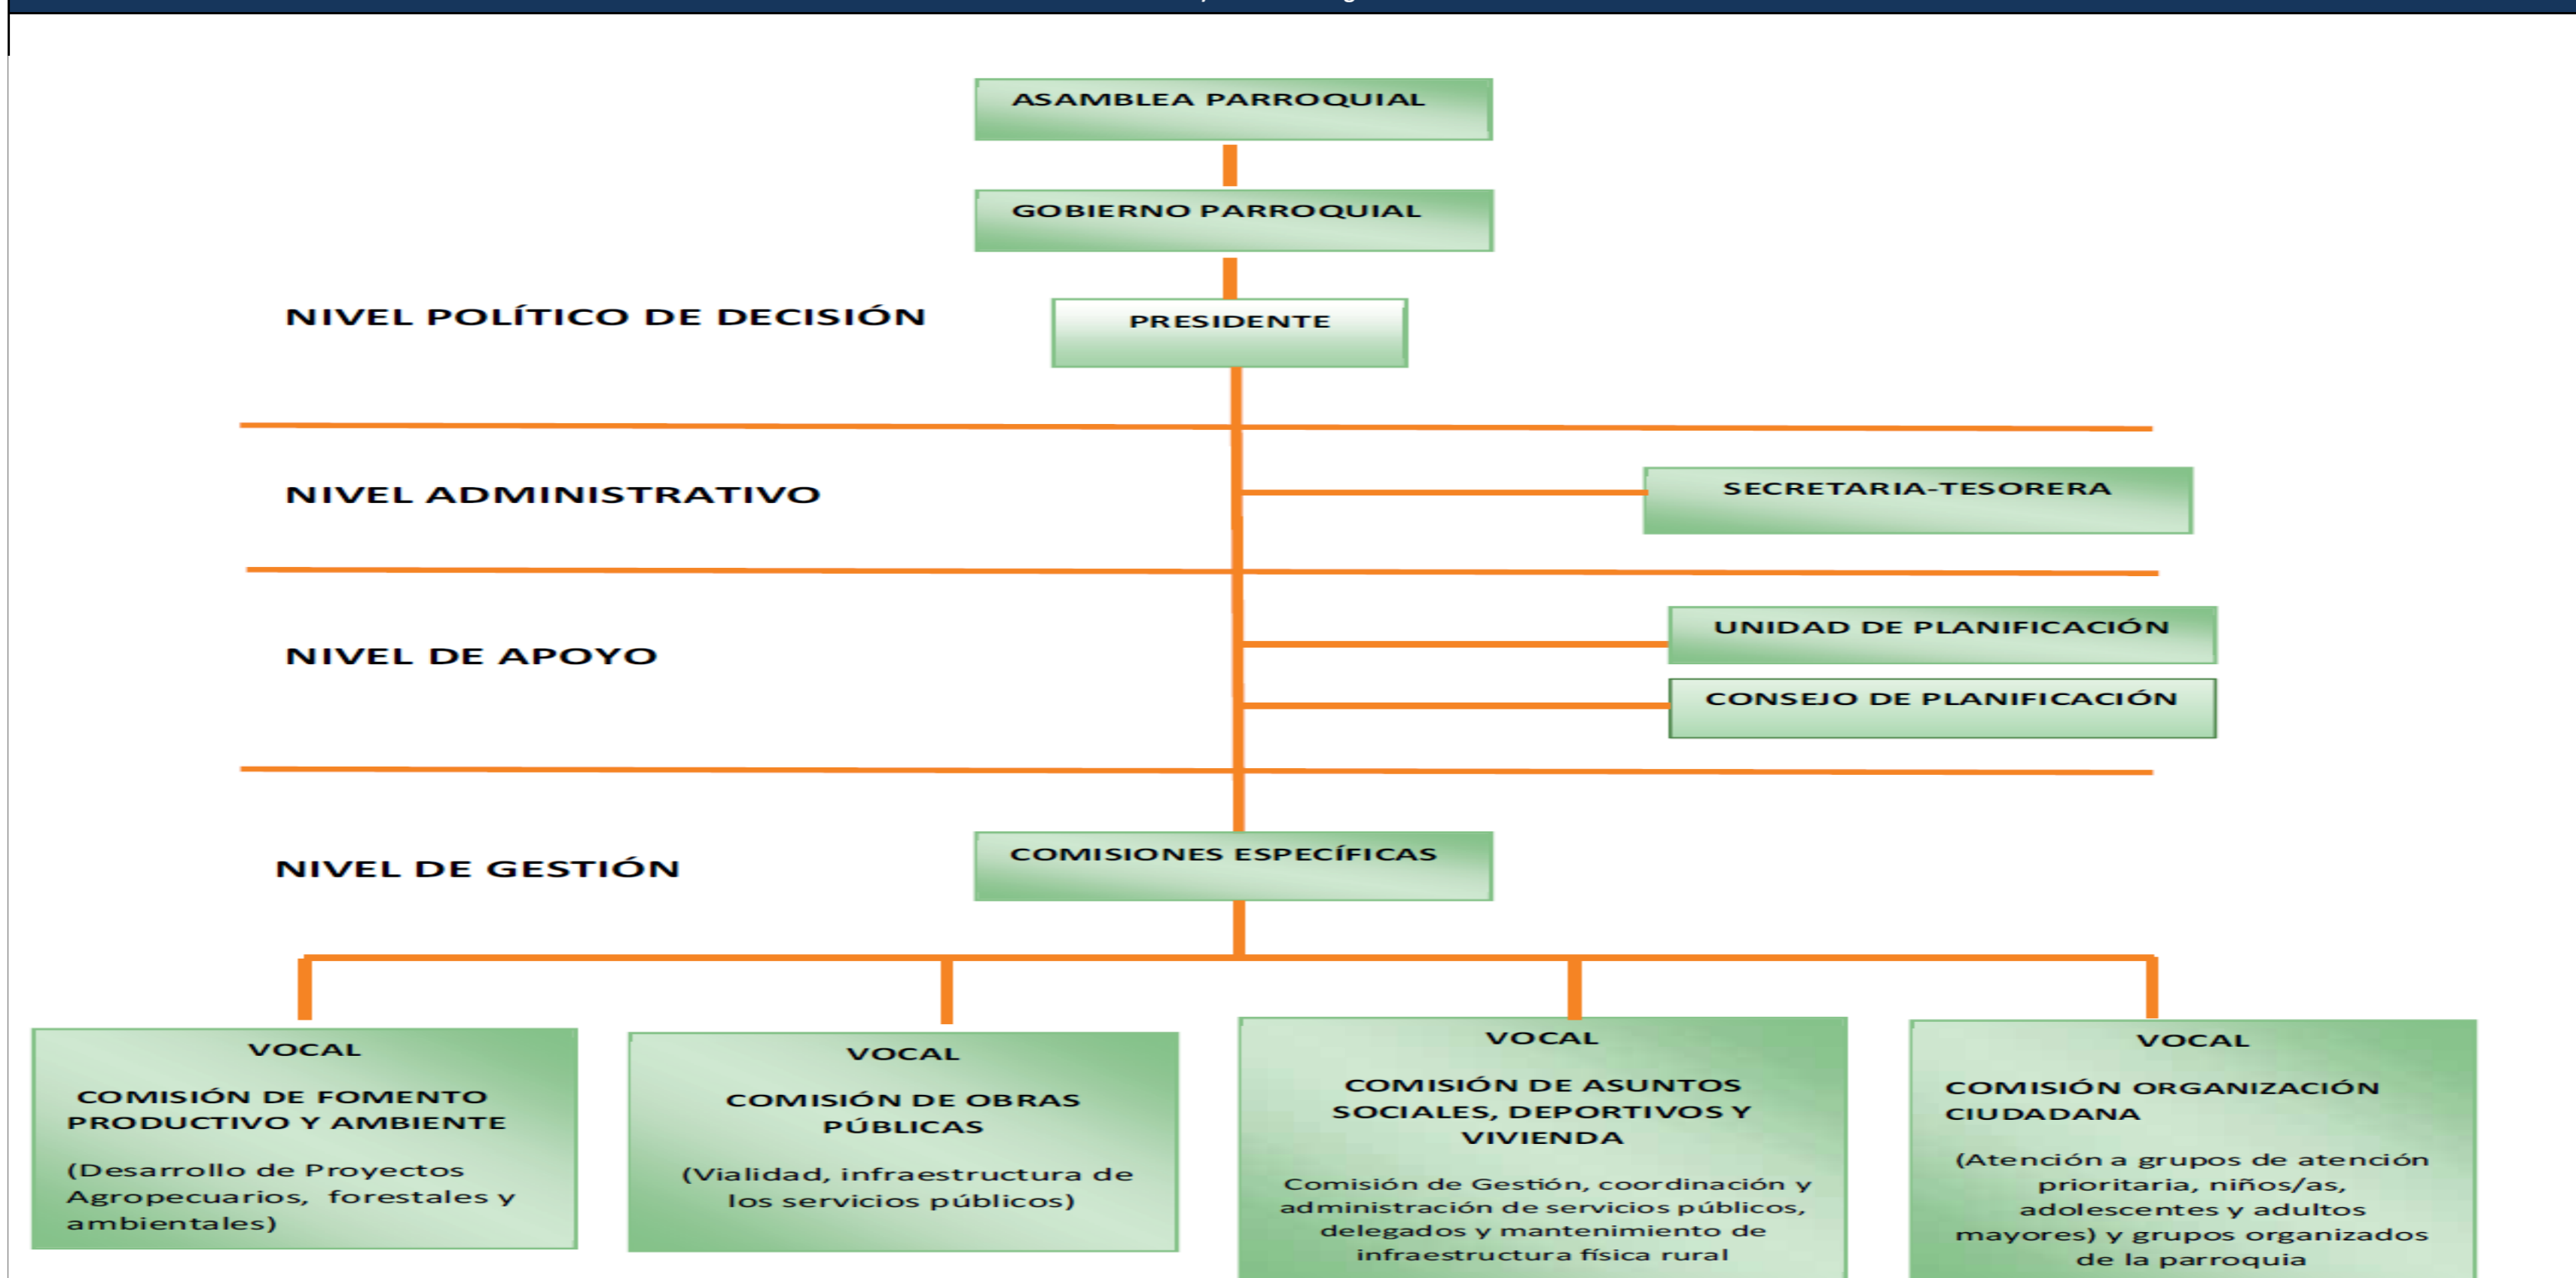 ASAMBLEA PARROQUIAL
GOBIERNO PARROQUIAL
NIVEL POLÍTICO DE DECISIÓN
PRESIDENTE
NIVEL ADMINISTRATIVO
SECRETARIA-TESORERA
NIVEL DE APOYO
UNIDAD DE PLANIFICACIÓN
CONSEJO DE PLANIFICACIÓN
NIVEL DE GESTIÓN
COMISIONES ESPECÍFICAS
VOCAL
COMISIÓN DE FOMENTO
PRODUCTIVO Y AMBIENTE
(Desarrollo de Proyectos
Agropecuarios, forestales y
ambientales)
VOCAL
COMISIÓN DE OBRAS
PÚBLICAS
(Vialidad, infraestructura de
los servicios públicos)
VOCAL
COMISIÓN DE ASUNTOS
SOCIALES, DEPORTIVOS Y
VIVIENDA
Comisión de Gestión, coordinación y
administración de servicios públicos,
delegados y mantenimiento de
infraestructura física rural
VOCAL
COMISIÓN ORGANIZACIÓN
CIUDADANA
(Atención a grupos de atención
prioritaria, niños/as,
adolescentes y adultos
mayores) y grupos organizados
de la parroquia